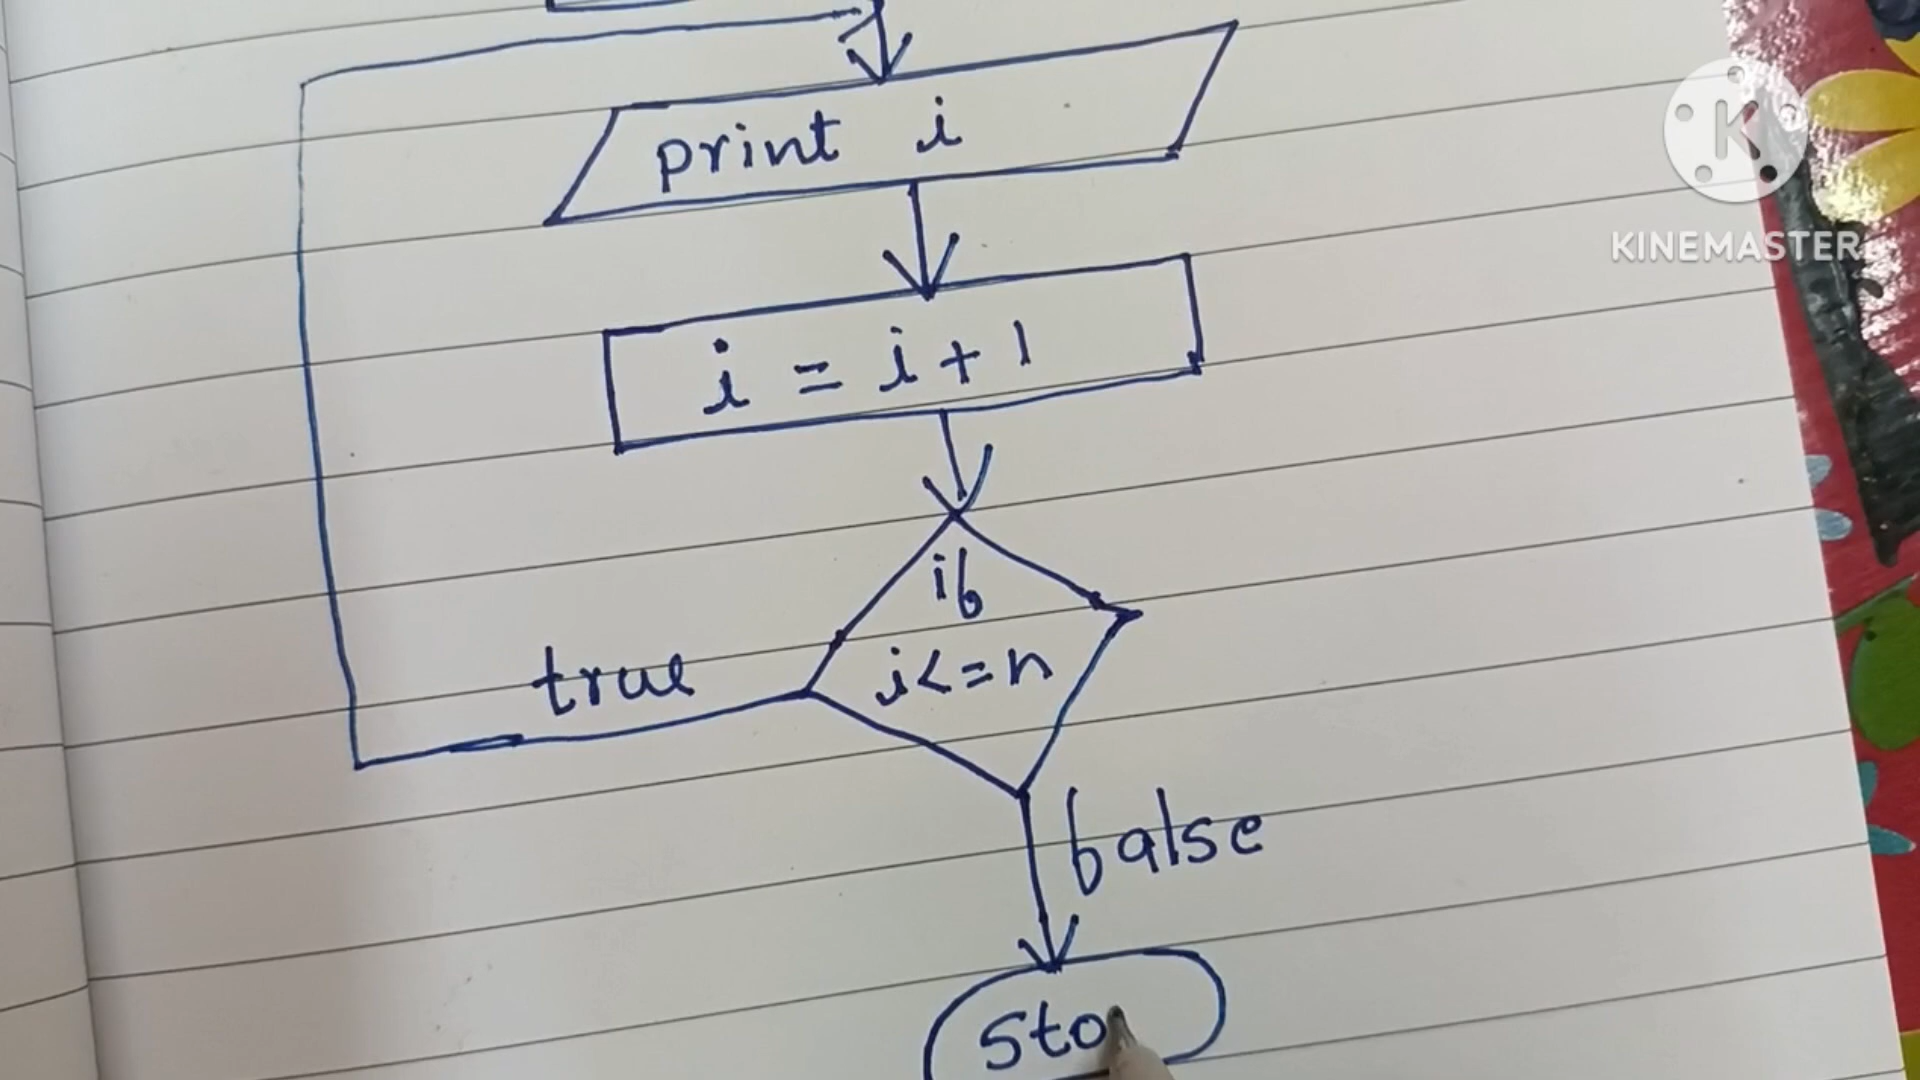 print i
i = i + 1
if
i<=n
true
false
Sto
K
KINEMASTER